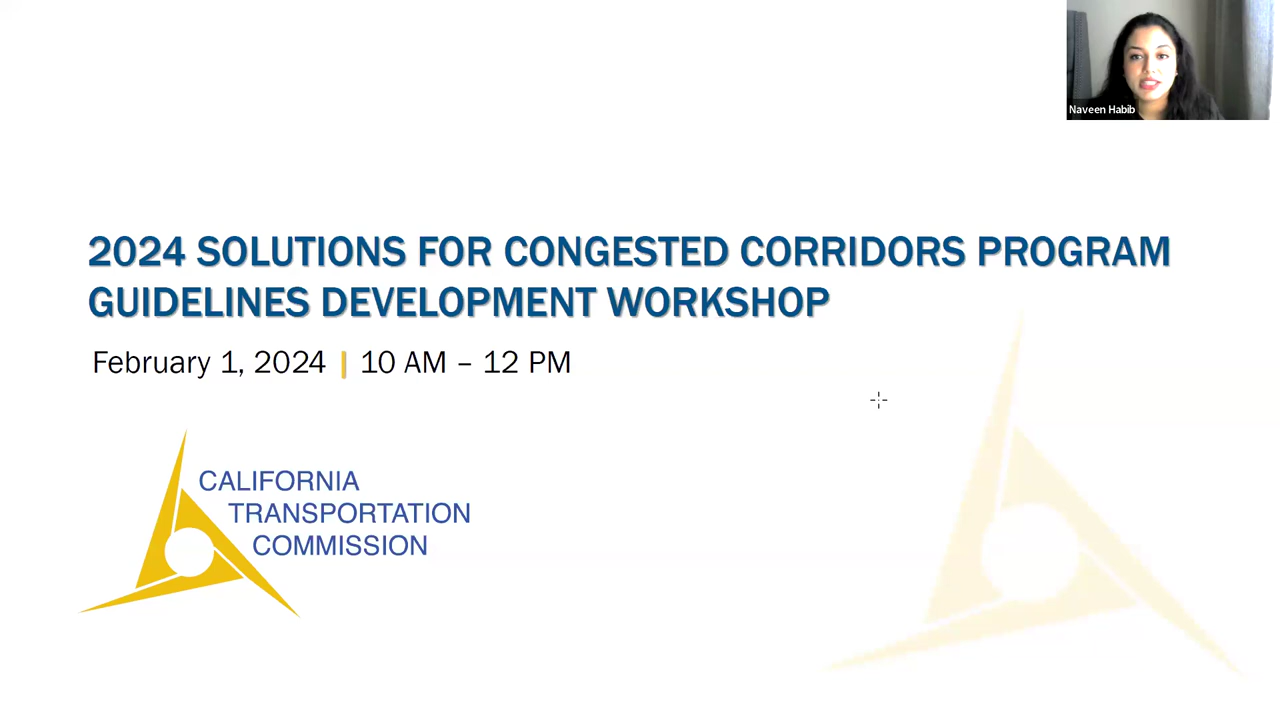 Naveen Habib
2024 SOLUTIONS FOR CONGESTED CORRIDORS PROGRAM
GUIDELINES DEVELOPMENT WORKSHOP
February 1, 2024 | 10 AM – 12 PM
CALIFORNIA
TRANSPORTATION
COMMISSION